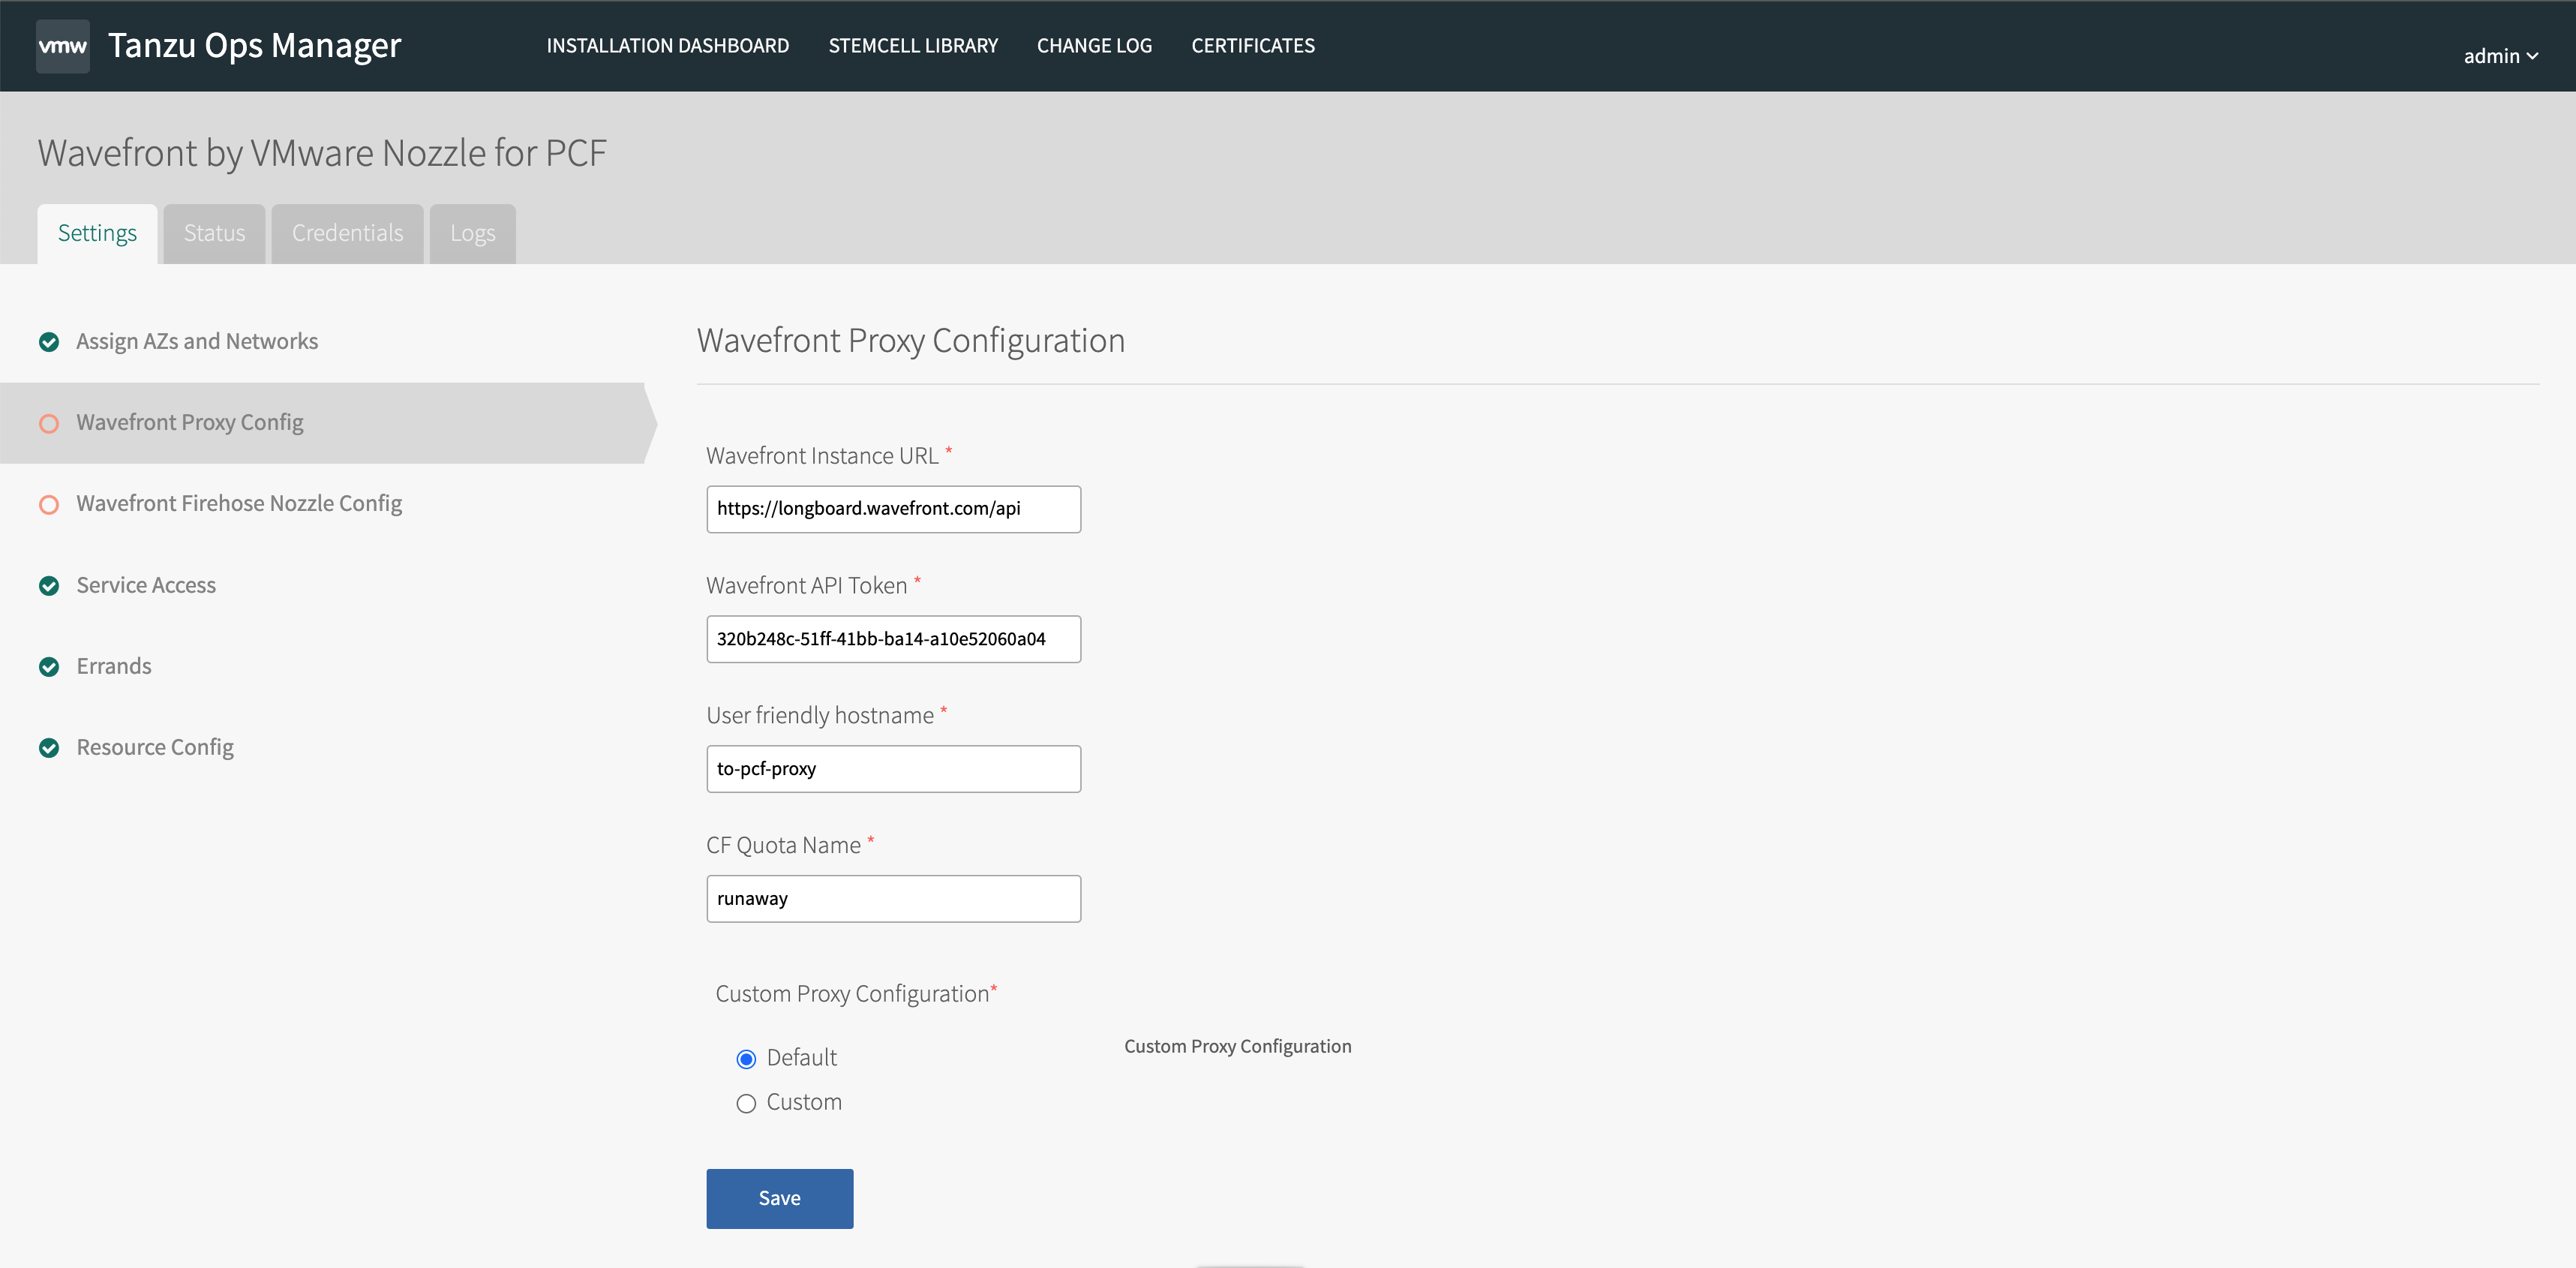 vmw Tanzu Ops Manager INSTALLATION DASHBOARD STEMCELL LIBRARY CHANGE LOG CERTIFICATES admin
Wavefront by VMware Nozzle for PCF
Settings Status Credentials Logs
Assign AZs and Networks
Wavefront Proxy Config
Wavefront Firehose Nozzle Config
Service Access
Errands
Resource Config
Wavefront Proxy Configuration
Wavefront Instance URL *
https://longboard.wavefront.com/api
Wavefront API Token *
320b248c-51ff-41bb-ba14-a10e52060a04
User friendly hostname *
to-pcf-proxy
CF Quota Name *
runaway
Custom Proxy Configuration*
Default
Custom
Custom Proxy Configuration
Save